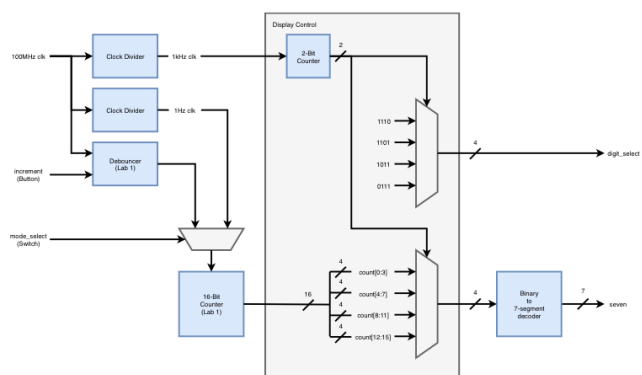 Display Control
100MHz clk
Clock Divider
1kHz clk
2-Bit
Counter
2
Clock Divider
1Hz clk
1110
1101
1011
0111
4
digit_select
Debouncer
(Lab 1)
increment
(Button)
mode_select
(Switch)
16-Bit
Counter
(Lab 1)
16
4
count[0:3]
4
count[4:7]
4
count[8:11]
4
count[12:15]
4
Binary
to
7-segment
decoder
7
seven